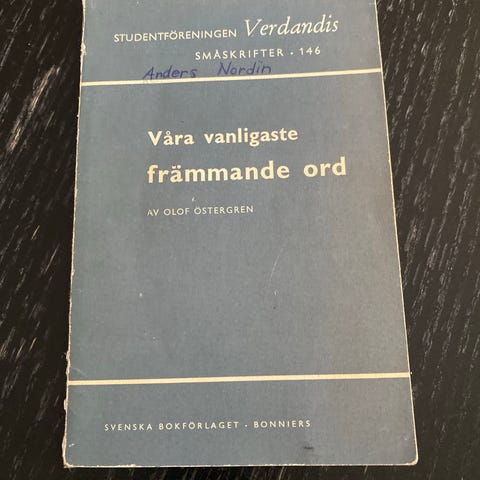 STUDENTFÖRENINGEN Verdandis
SMÅSKRIFTER · 146
Anders Nordin
Våra vanligaste
främmande ord
AV OLOF ÖSTERGREN
SVENSKA BOKFÖRLAGET · BONNIERS